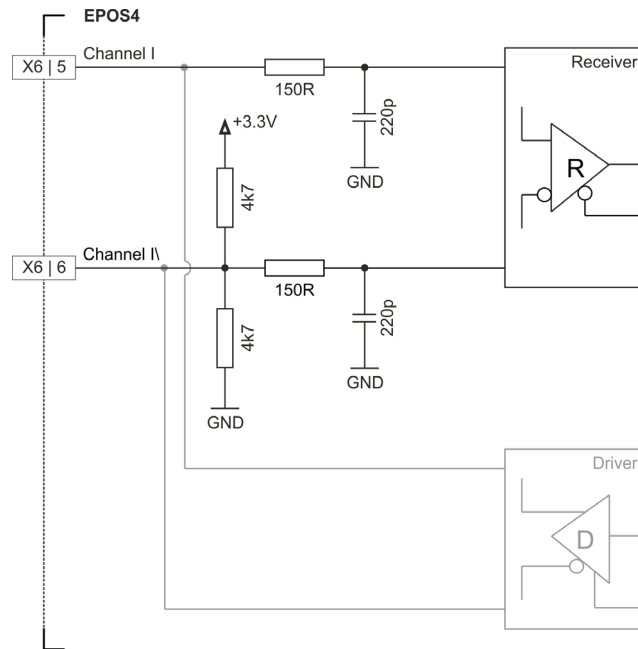 EPOS4
X6 | 5
Channel I
150R
220p
GND
Receiver
R
+3.3V
4k7
X6 | 6
Channel I\
150R
220p
GND
4k7
GND
Driver
D